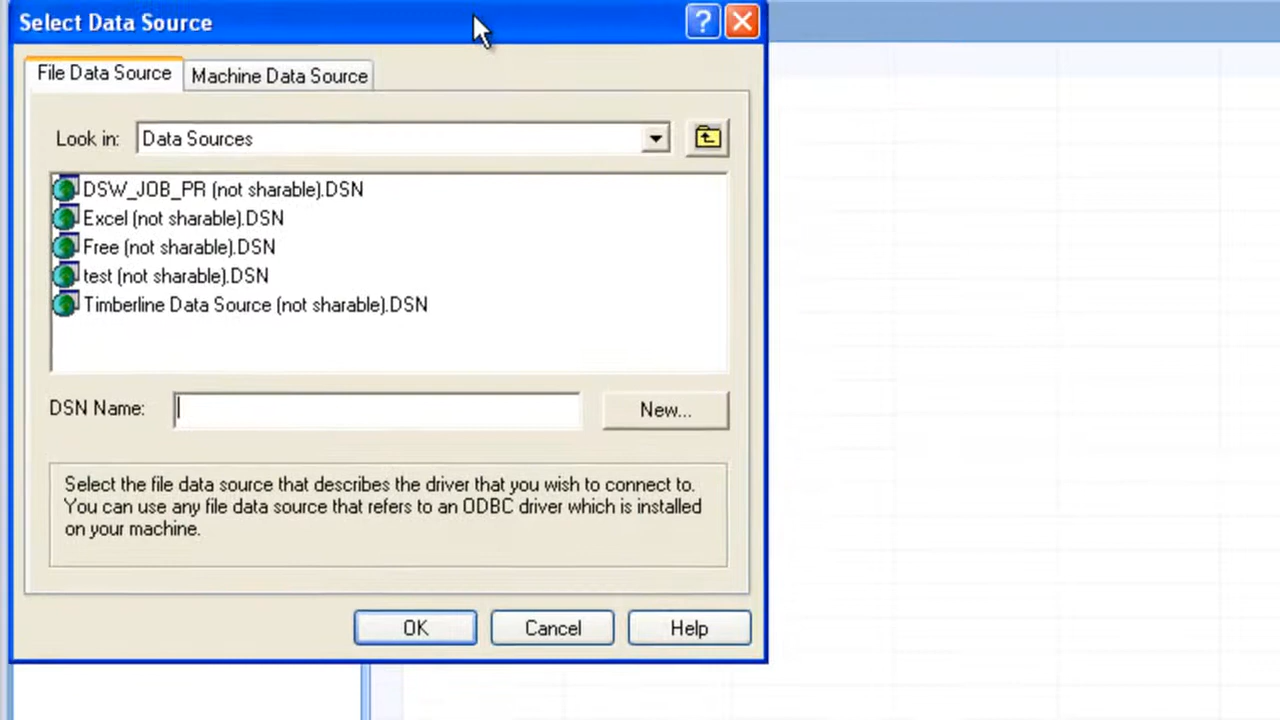 Select Data Source
?
File Data Source
Machine Data Source
Look in: Data Sources
DSW_JOB_PR (not sharable).DSN
Excel (not sharable).DSN
Free (not sharable).DSN
test (not sharable).DSN
Timberline Data Source (not sharable).DSN
DSN Name:
New...
Select the file data source that describes the driver that you wish to connect to.
You can use any file data source that refers to an ODBC driver which is installed
on your machine.
OK
Cancel
Help